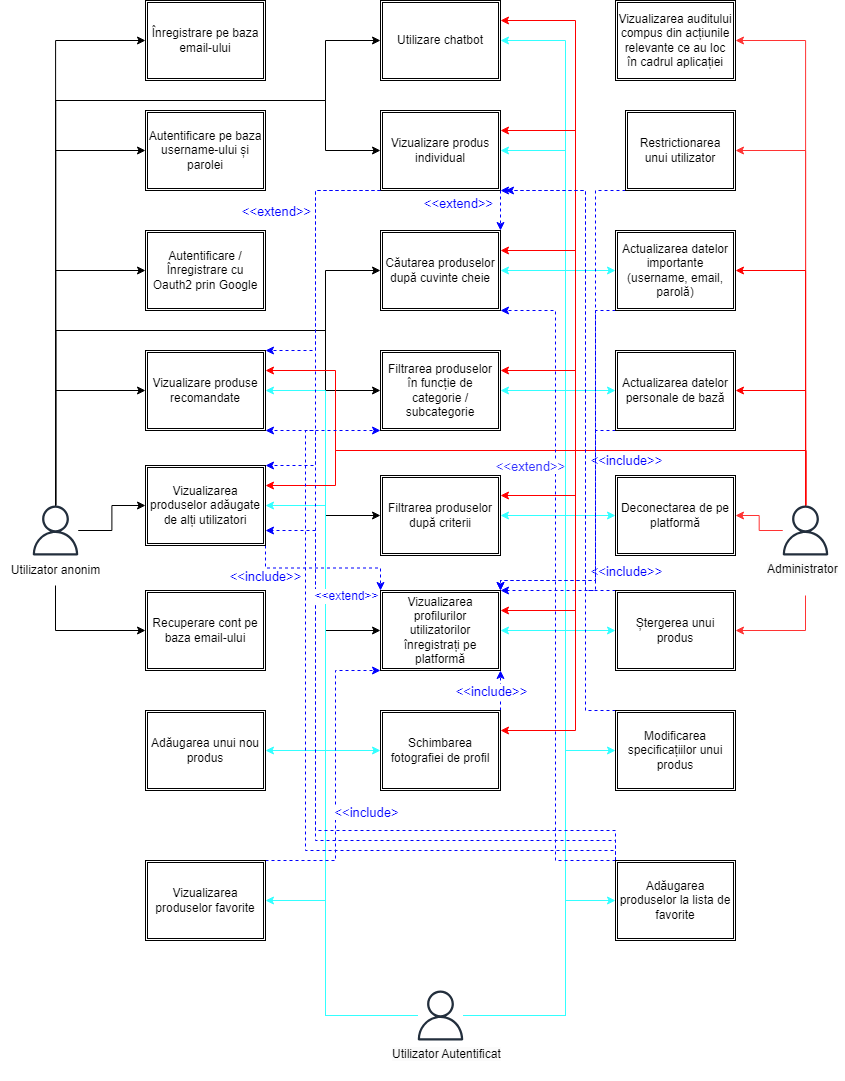 Înregistrare pe baza
email-ului
Utilizare chatbot
Vizualizarea auditului
compus din acțiunile
relevante ce au loc
în cadrul aplicației
Autentificare pe baza
username-ului și
parolei
Vizualizare produs
individual
Restrictionarea
unui utilizator
<<extend>>
<<extend>>
Autentificare /
Înregistrare cu
Oauth2 prin Google
Căutarea produselor
după cuvinte cheie
Actualizarea datelor
importante
(username, email,
parolă)
Vizualizare produse
recomandate
Filtrarea produselor
în funcție de
categorie /
subcategorie
Actualizarea datelor
personale de bază
<<extend>>
<<include>>
Vizualizarea
produselor adăugate
de alți utilizatori
Filtrarea produselor
după criterii
Deconectarea de pe
platformă
Utilizator anonim
Administrator
<<include>>
<<include>>
<<extend>>
Recuperare cont pe
baza email-ului
Vizualizarea
profilurilor
utilizatorilor
înregistrați pe
platformă
Ștergerea unui
produs
<<include>>
Adăugarea unui nou
produs
Schimbarea
fotografiei de profil
Modificarea
specificațiilor unui
produs
<<include>
Vizualizarea
produselor favorite
Adăugarea
produselor la lista de
favorite
Utilizator Autentificat